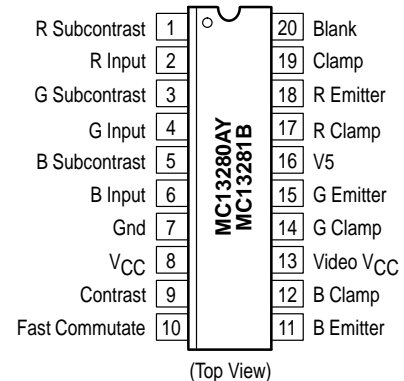 R Subcontrast 1 20 Blank
R Input 2 19 Clamp
G Subcontrast 3 18 R Emitter
G Input 4 17 R Clamp
B Subcontrast 5 16 V5
B Input 6 15 G Emitter
Gnd 7 14 G Clamp
VCC 8 13 Video VCC
Contrast 9 12 B Clamp
Fast Commutate 10 11 B Emitter
MC13280AY
MC13281B
(Top View)